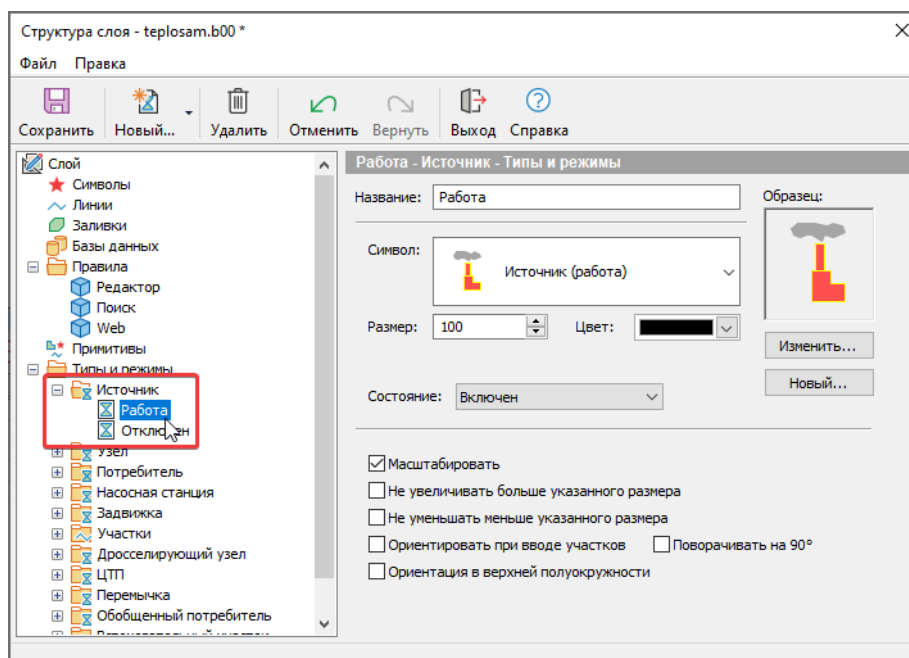 Структура слоя - teplosam.b00 *
Файл Правка
Сохранить Новый... Удалить Отменить Вернуть Выход Справка
Слой
Символы
Линии
Заливки
Базы данных
Правила
Редактор
Поиск
Web
Примитивы
Типы и режимы
Источник
Работа
Отключен
Узел
Потребитель
Насосная станция
Задвижка
Участки
Дросселирующий узел
ЦТП
Перемычка
Обобщенный потребитель
Работа - Источник - Типы и режимы
Название: Работа
Образец:
Символ: Источник (работа)
Размер: 100 Цвет:
Изменить...
Новый...
Состояние: Включен
Масштабировать
Не увеличивать больше указанного размера
Не уменьшать меньше указанного размера
Ориентировать при вводе участков Поворачивать на 90°
Ориентация в верхней полуокружности